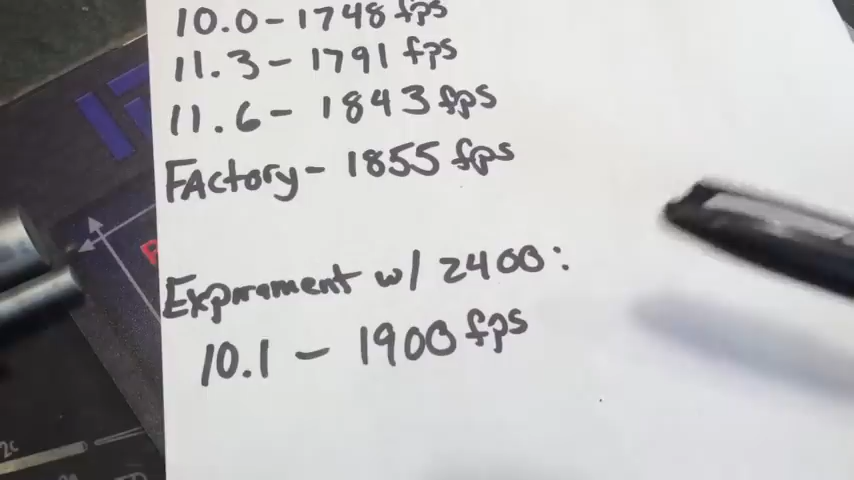 10.0 - 1748 fps
11.3 - 1791 fps
11.6 - 1843 fps
FActory - 1855 fps
Exprament w/ 2400:
10.1 - 1900 fps